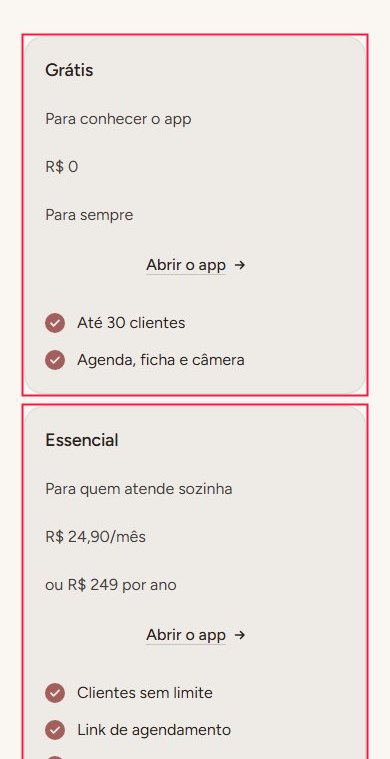 Grátis
Para conhecer o app
R$ 0
Para sempre
Abrir o app →
Até 30 clientes
Agenda, ficha e câmera
Essencial
Para quem atende sozinha
R$ 24,90/mês
ou R$ 249 por ano
Abrir o app →
Clientes sem limite
Link de agendamento